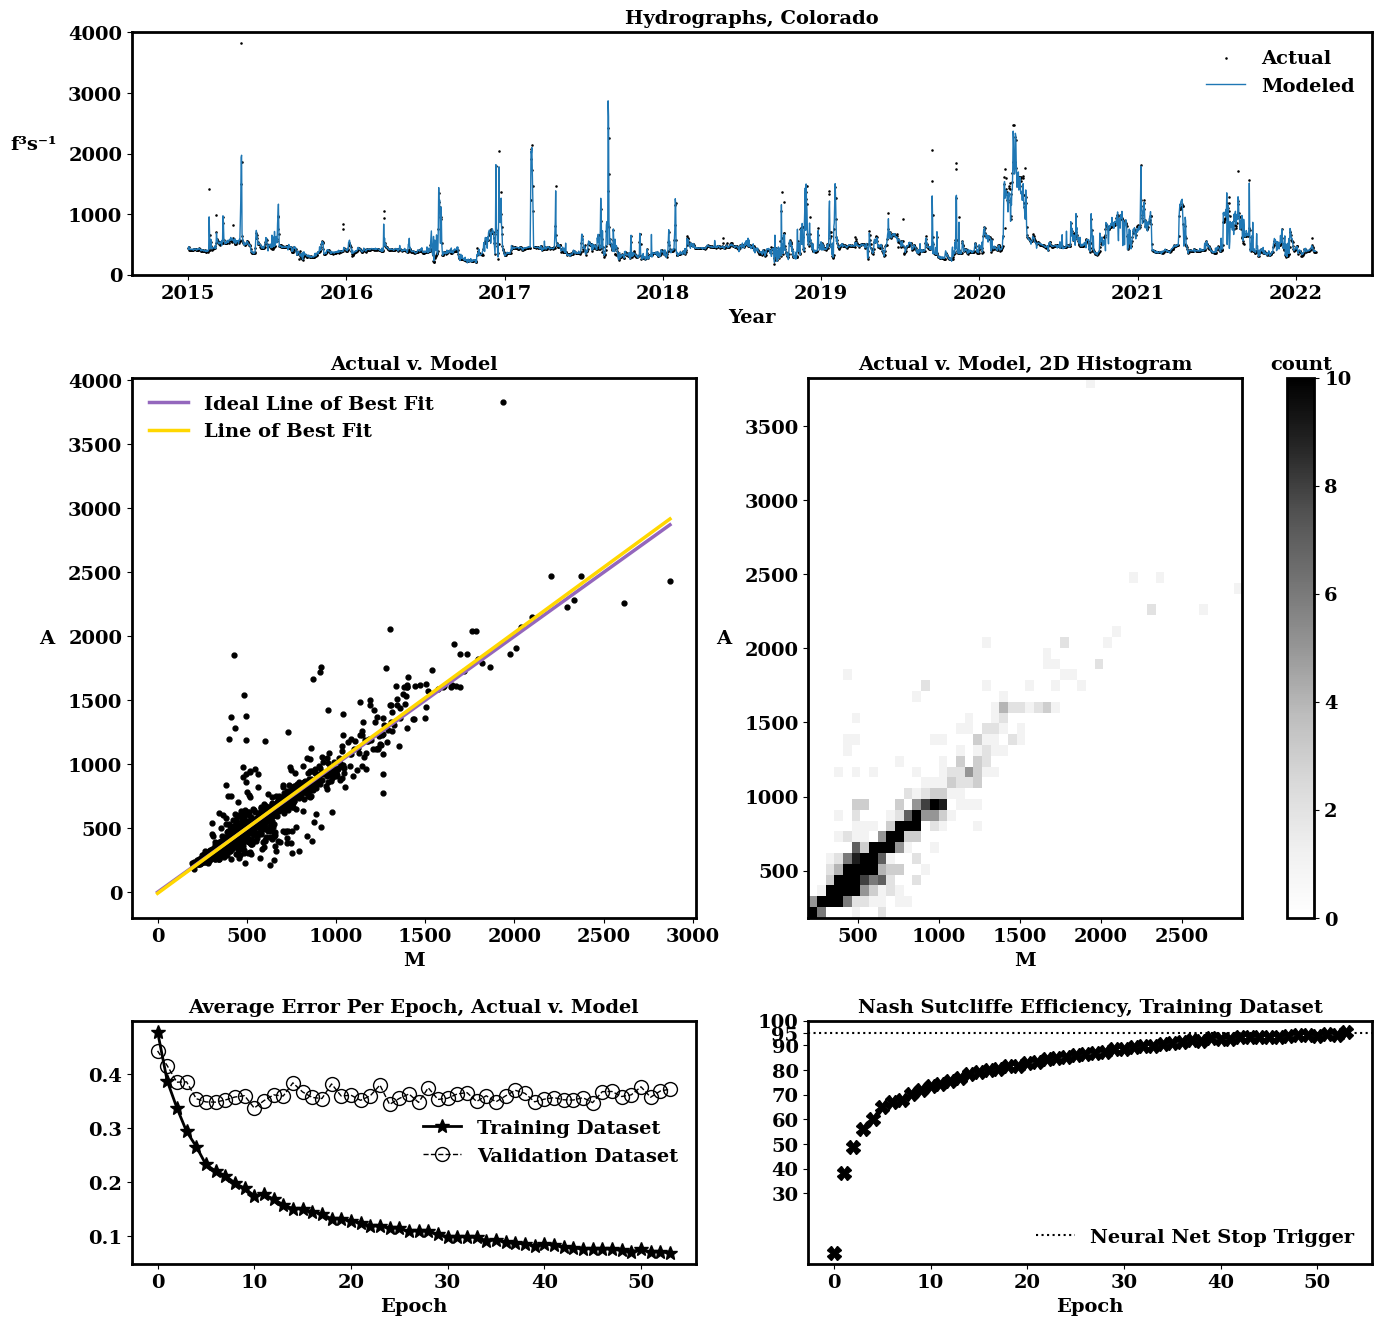 Hydrographs, Colorado
4000
3000
2000
1000
0
f³s⁻¹
Actual
Modeled
2015 2016 2017 2018 2019 2020 2021 2022
Year
Actual v. Model
4000
3500
3000
2500
2000
1500
1000
500
0
A
Ideal Line of Best Fit
Line of Best Fit
0 500 1000 1500 2000 2500 3000
M
Actual v. Model, 2D Histogram
3500
3000
2500
2000
1500
1000
500
A
500 1000 1500 2000 2500
M
count
10
8
6
4
2
0
Average Error Per Epoch, Actual v. Model
0.4
0.3
0.2
0.1
Training Dataset
Validation Dataset
0 10 20 30 40 50
Epoch
Nash Sutcliffe Efficiency, Training Dataset
100
95
90
80
70
60
50
40
30
Neural Net Stop Trigger
0 10 20 30 40 50
Epoch